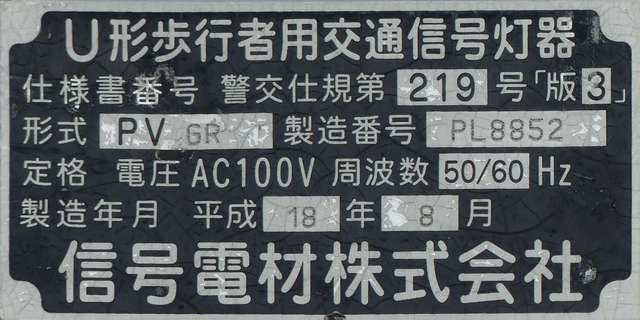 U形歩行者用交通信号灯器
仕様書番号 警交仕規第 219 号「版3」
形式 PV GR 製造番号 PL8852
定格 電圧 AC100V 周波数 50/60 Hz
製造年月 平成 18 年 8 月
信号電材株式会社